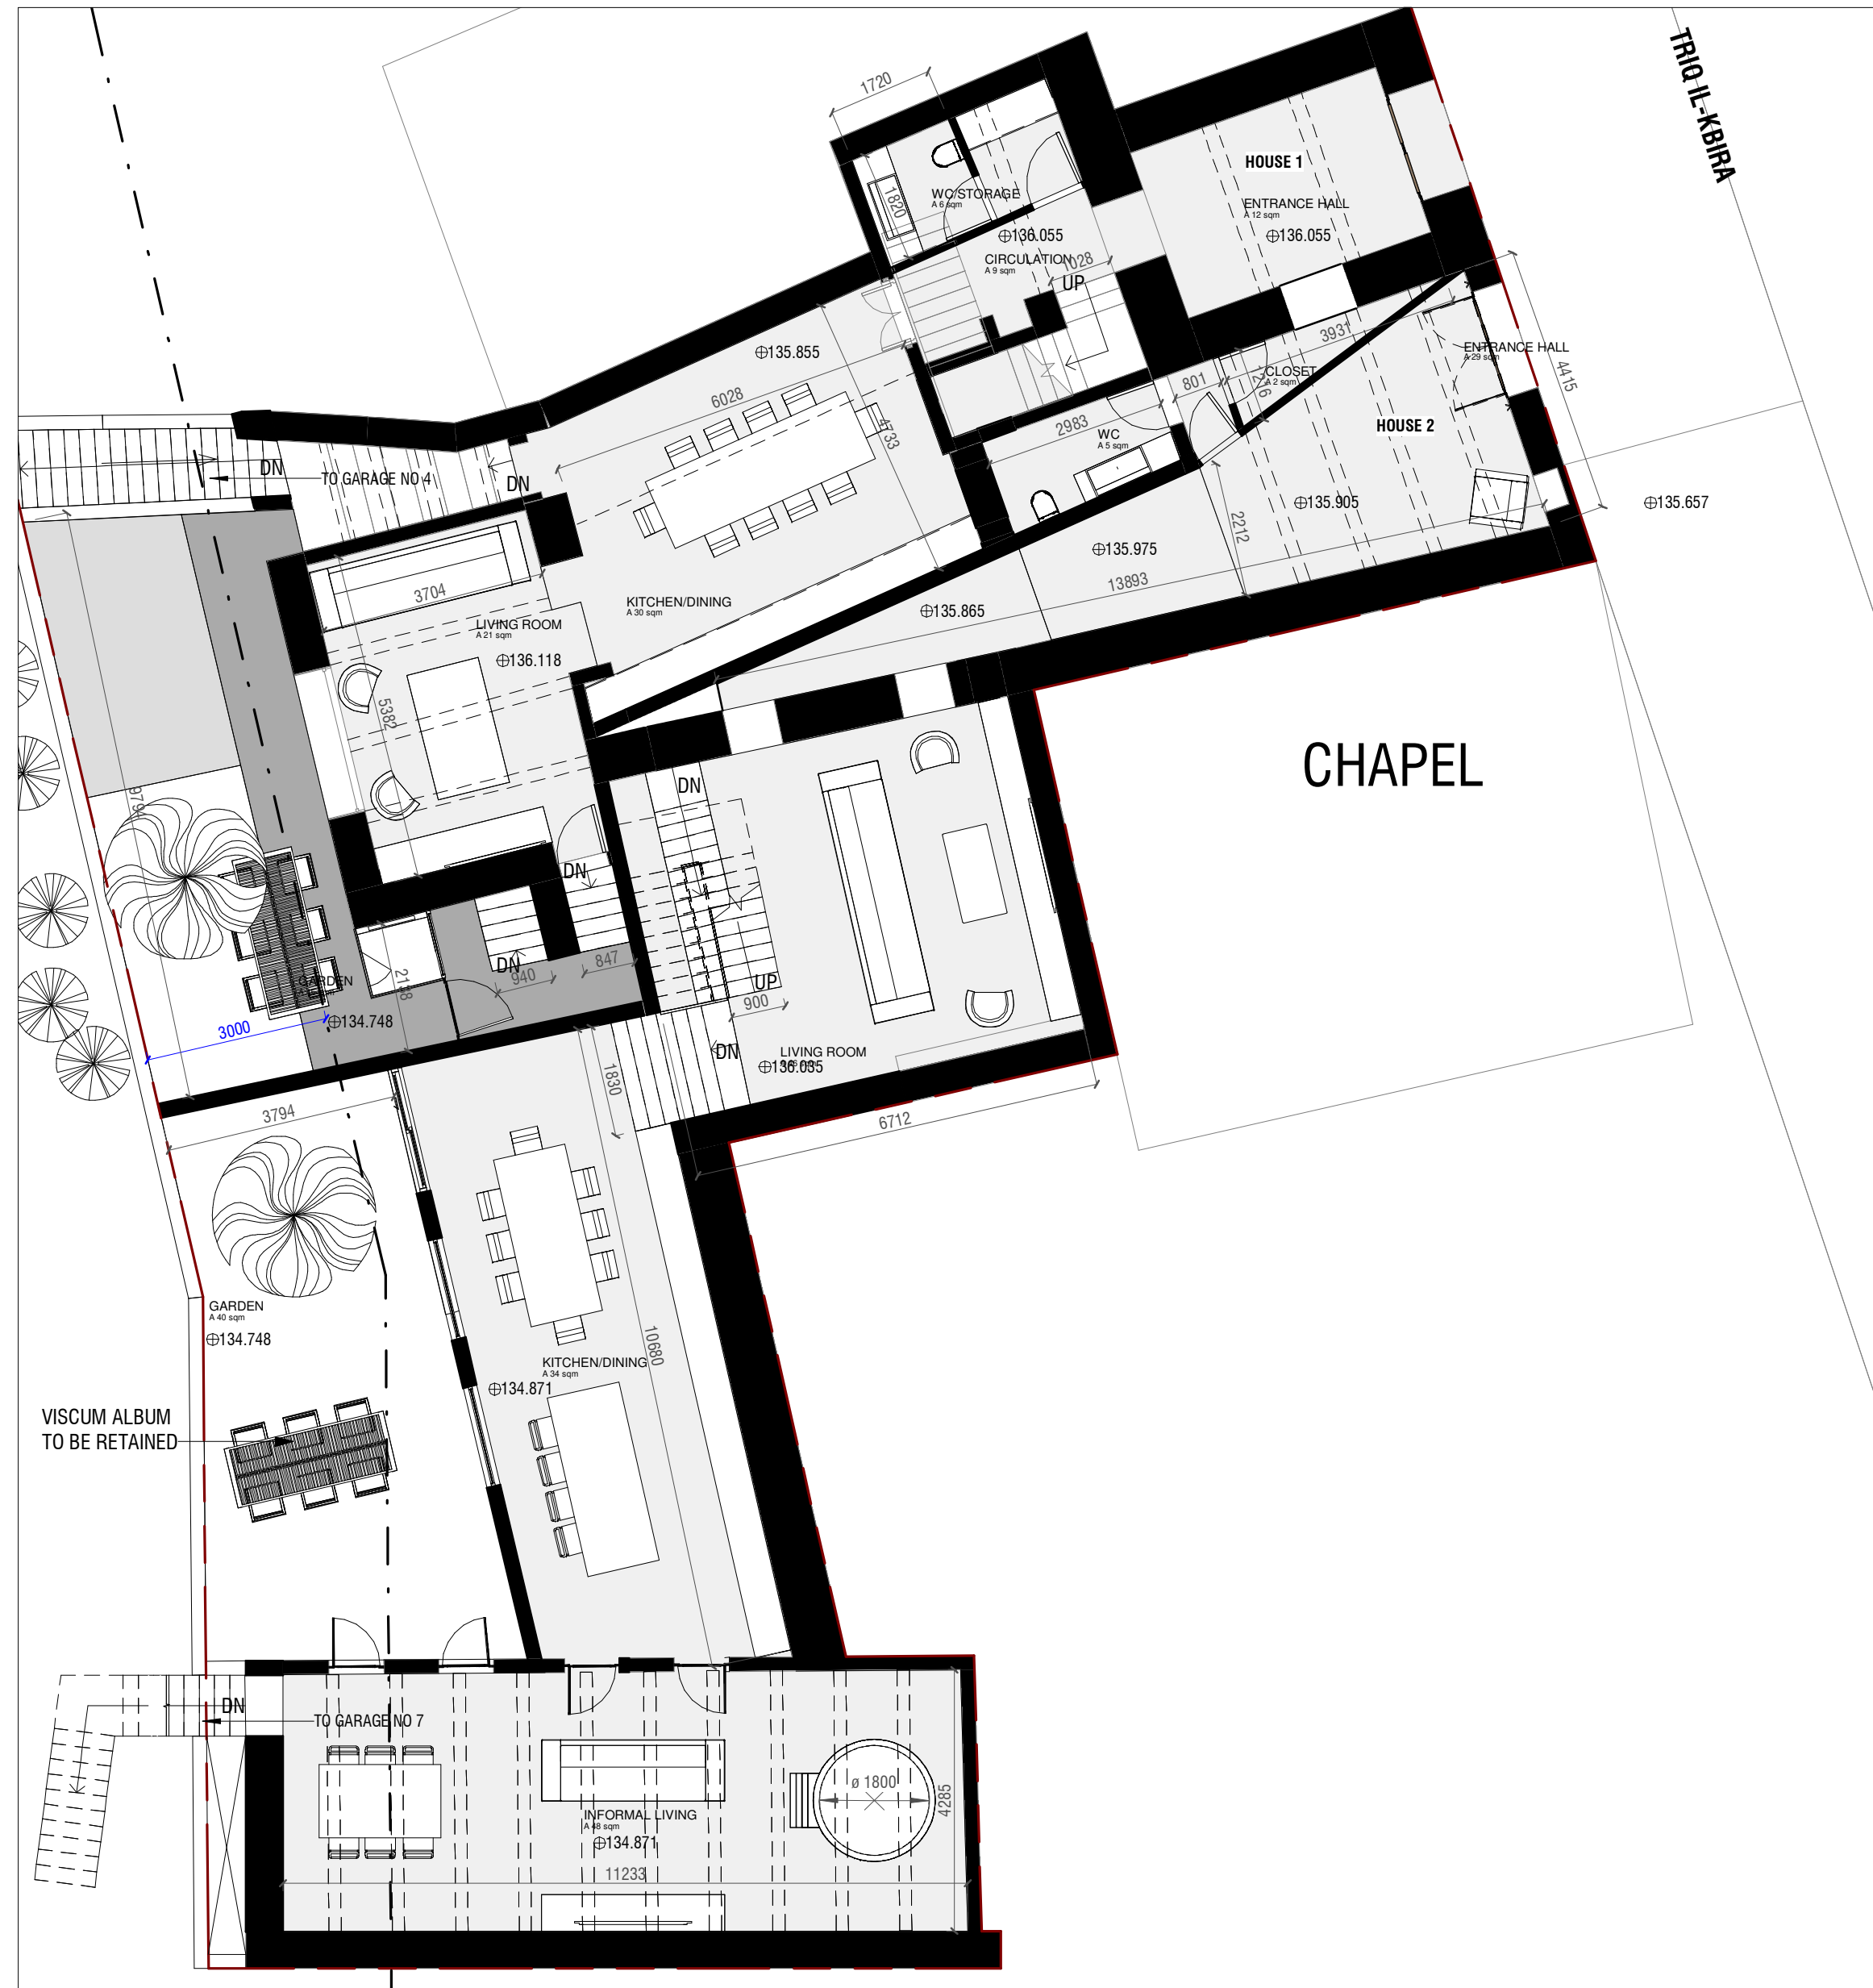 TRIQ IL-KBIRA
1720
HOUSE 1
WC/STORAGE
A 6 sqm
1820
ENTRANCE HALL
A 12 sqm
136.055
136.055
CIRCULATION
A 9 sqm
1028
UP
135.855
3931
ENTRANCE HALL
A 29 sqm
4415
CLOSET
A 2 sqm
801
1216
6028
4733
2983
WC
A 5 sqm
HOUSE 2
DN
TO GARAGE NO 4
DN
135.905
135.657
2212
135.975
13893
3704
KITCHEN/DINING
A 30 sqm
135.865
LIVING ROOM
A 21 sqm
136.118
5382
CHAPEL
DN
9794
DN
DN
940
847
2138
GARDEN
UP
900
3000
134.748
DN
LIVING ROOM
136.035
1830
3794
6712
GARDEN
A 40 sqm
134.748
10680
KITCHEN/DINING
A 34 sqm
134.871
VISCUM ALBUM
TO BE RETAINED
DN
TO GARAGE NO 7
ø 1800
4285
INFORMAL LIVING
A 48 sqm
134.871
11233